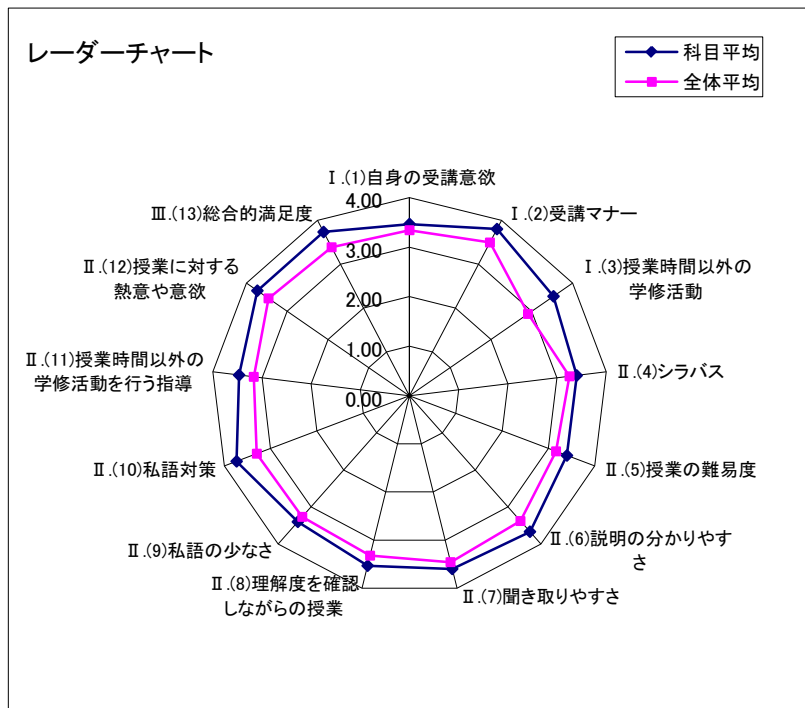 レーダーチャート
科目平均
全体平均
Ⅰ.(1)自身の受講意欲
Ⅰ.(2)受講マナー
Ⅰ.(3)授業時間以外の
学修活動
Ⅱ.(4)シラバス
Ⅱ.(5)授業の難易度
Ⅱ.(6)説明の分かりやす
さ
Ⅱ.(7)聞き取りやすさ
Ⅱ.(8)理解度を確認
しながらの授業
Ⅱ.(9)私語の少なさ
Ⅱ.(10)私語対策
Ⅱ.(11)授業時間以外の
学修活動を行う指導
Ⅱ.(12)授業に対する
熱意や意欲
Ⅲ.(13)総合的満足度
4.00
3.00
2.00
1.00
0.00